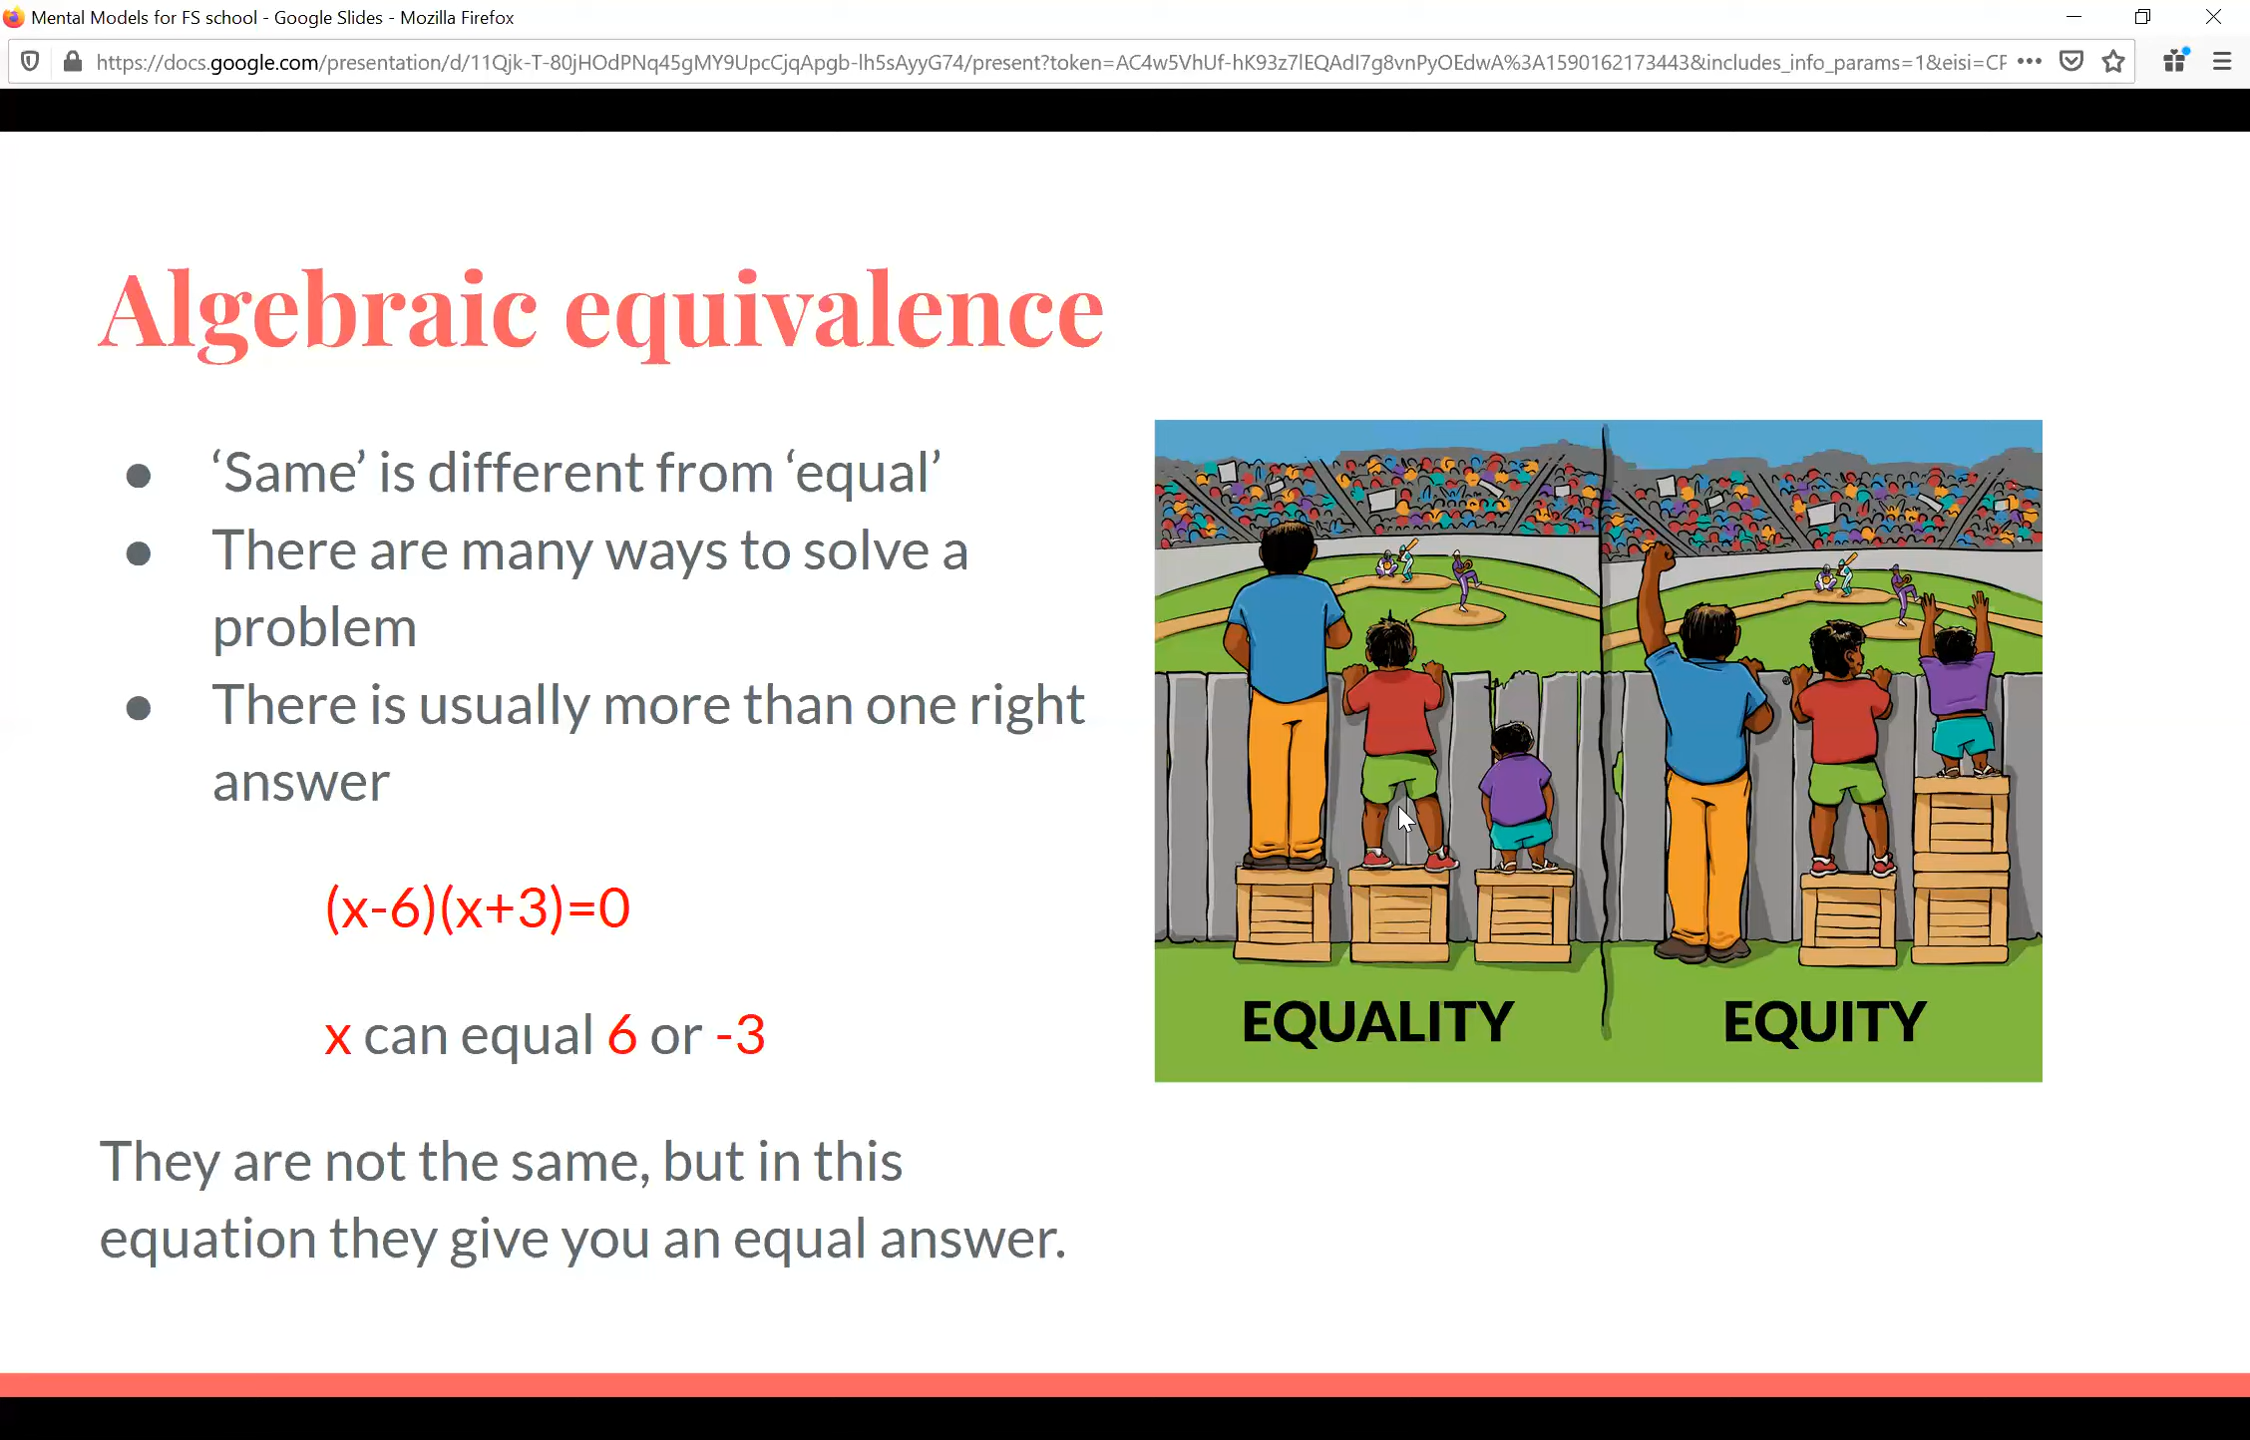 Mental Models for FS school - Google Slides - Mozilla Firefox
https://docs.google.com/presentation/d/11Qjk-T-80jHOdPNq45gMY9UpcCjqApgb-lh5sAyyG74/present?token=AC4w5VhUf-hK93z7lEQAdI7g8vnPyOEdwA%3A1590162173443&includes_info_params=1&eisi=CF
Algebraic equivalence
● ‘Same’ is different from ‘equal’
● There are many ways to solve a
problem
● There is usually more than one right
answer
(x-6)(x+3)=0
x can equal 6 or -3
They are not the same, but in this
equation they give you an equal answer.
EQUALITY
EQUITY